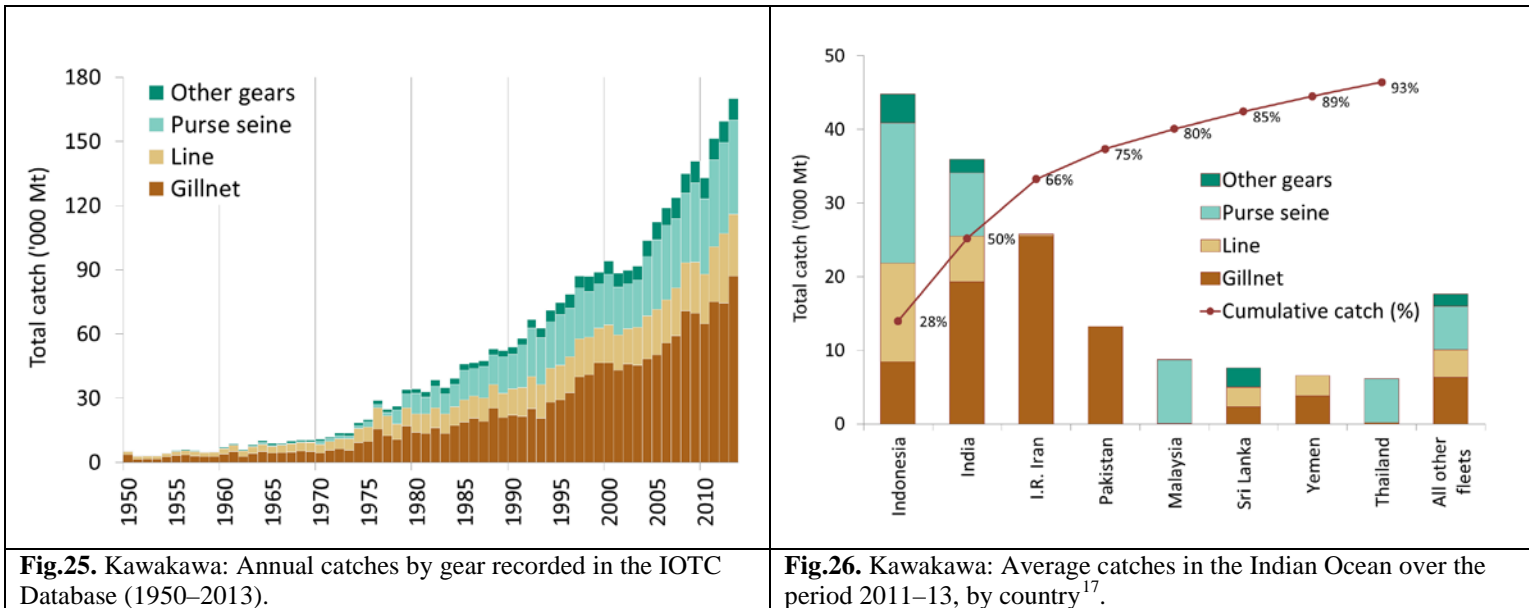 180
150
120
90
60
30
0
Total catch ('000 Mt)
Other gears
Purse seine
Line
Gillnet
1950
1955
1960
1965
1970
1975
1980
1985
1990
1995
2000
2005
2010
Fig.25. Kawakawa: Annual catches by gear recorded in the IOTC
Database (1950–2013).
50
40
30
20
10
0
Total catch ('000 Mt)
28%
50%
66%
75%
80%
85%
89%
93%
Other gears
Purse seine
Line
Gillnet
Cumulative catch (%)
Indonesia
India
I.R. Iran
Pakistan
Malaysia
Sri Lanka
Yemen
Thailand
All other
fleets
Fig.26. Kawakawa: Average catches in the Indian Ocean over the
period 2011–13, by country17.